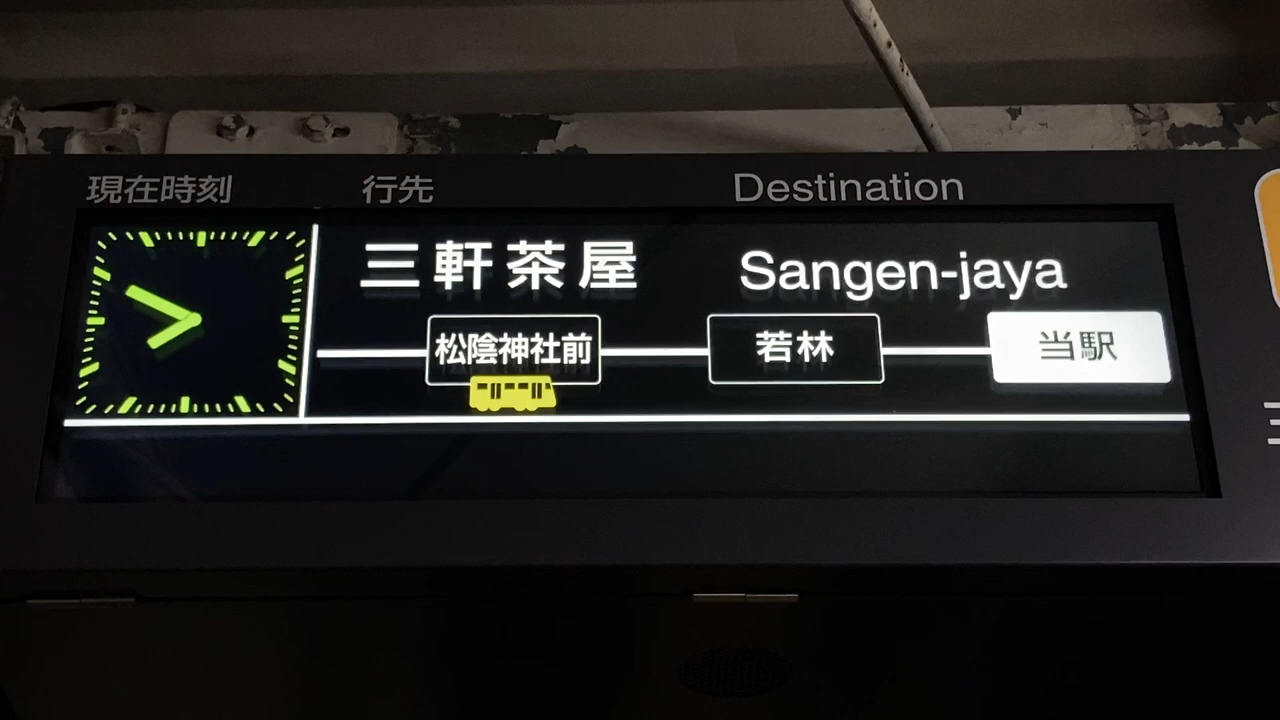 現在時刻 行先 Destination
三軒茶屋 Sangen-jaya
松陰神社前 若林 当駅